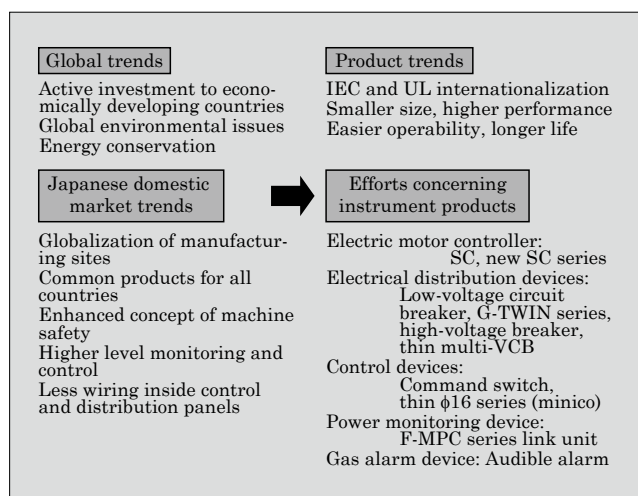 Global trends
Active investment to econo-
mically developing countries
Global environmental issues
Energy conservation
Japanese domestic
market trends
Globalization of manufactur-
ing sites
Common products for all
countries
Enhanced concept of machine
safety
Higher level monitoring and
control
Less wiring inside control
and distribution panels
Product trends
IEC and UL internationalization
Smaller size, higher performance
Easier operability, longer life
Efforts concerning
instrument products
Electric motor controller:
SC, new SC series
Electrical distribution devices:
Low-voltage circuit
breaker, G-TWIN series,
high-voltage breaker,
thin multi-VCB
Control devices:
Command switch,
thin ϕ16 series (minico)
Power monitoring device:
F-MPC series link unit
Gas alarm device: Audible alarm